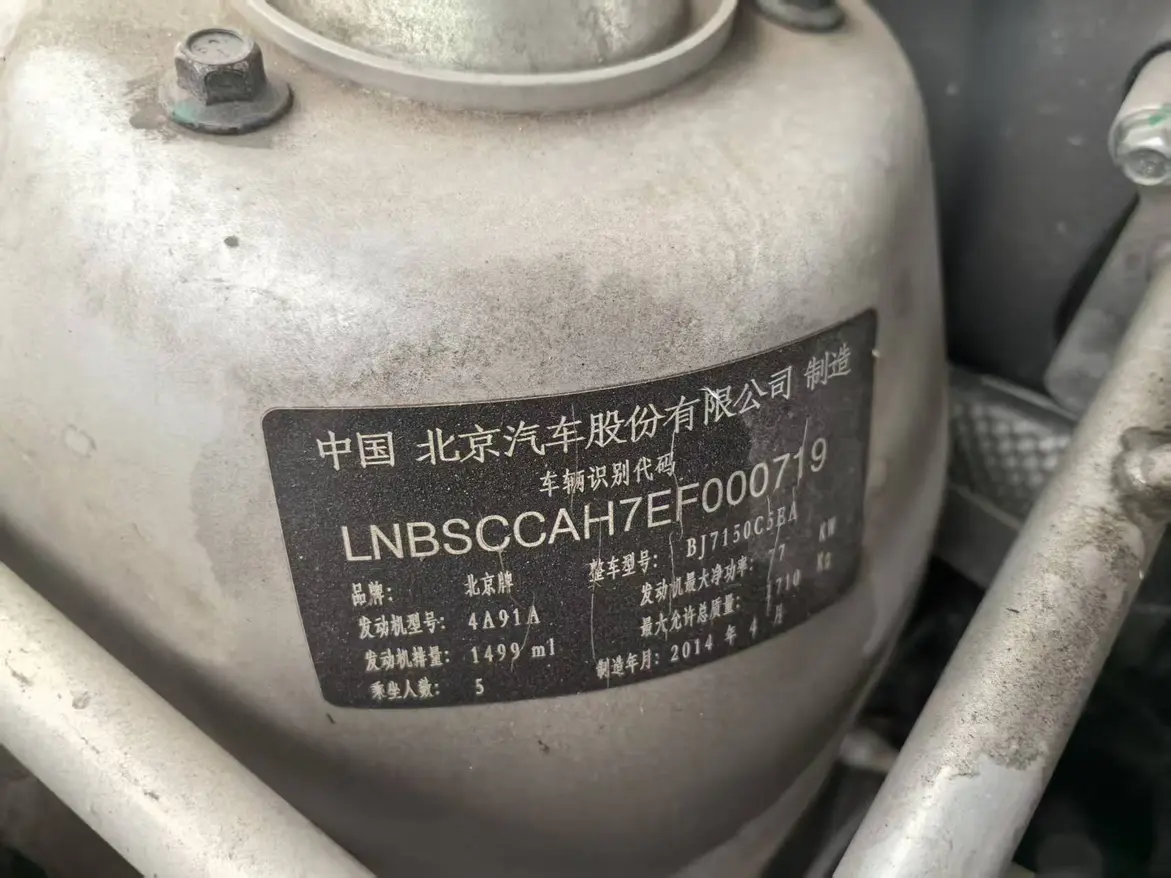 中国 北京汽车股份有限公司 制造
车辆识别代码
LNBSCCAH7EF000719
品牌: 北京牌 整车型号: BJ7150C5EA
发动机型号: 4A91A 发动机最大净功率: 77 KW
发动机排量: 1499 ml 最大允许总质量: 1710 Kg
乘坐人数: 5 制造年月: 2014 年 4 月